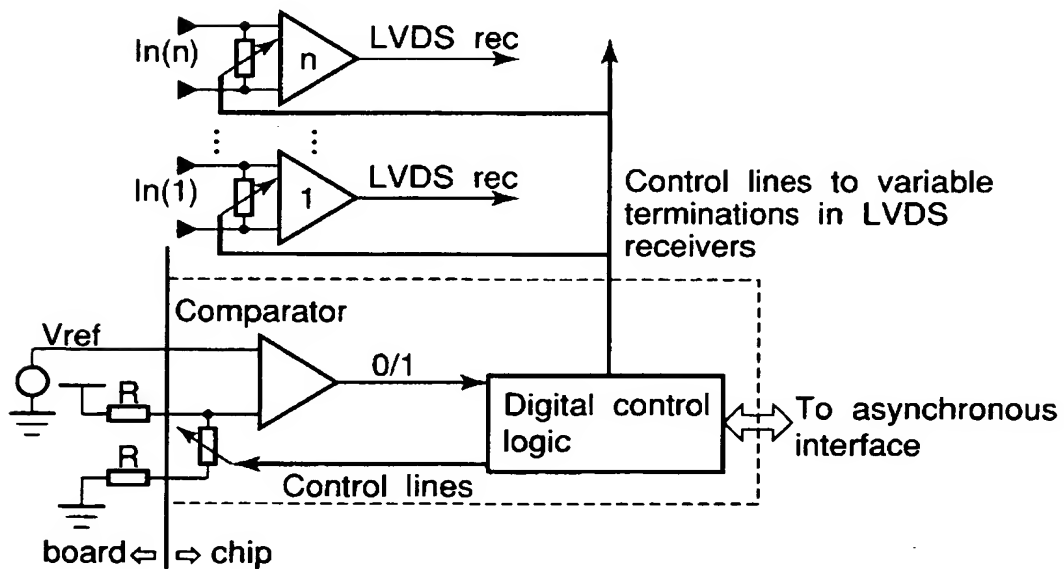 In(n)
n
LVDS rec
In(1)
1
LVDS rec
Control lines to variable
terminations in LVDS
receivers
Comparator
Vref
0/1
R
Digital control
logic
To asynchronous
interface
R
Control lines
board
chip